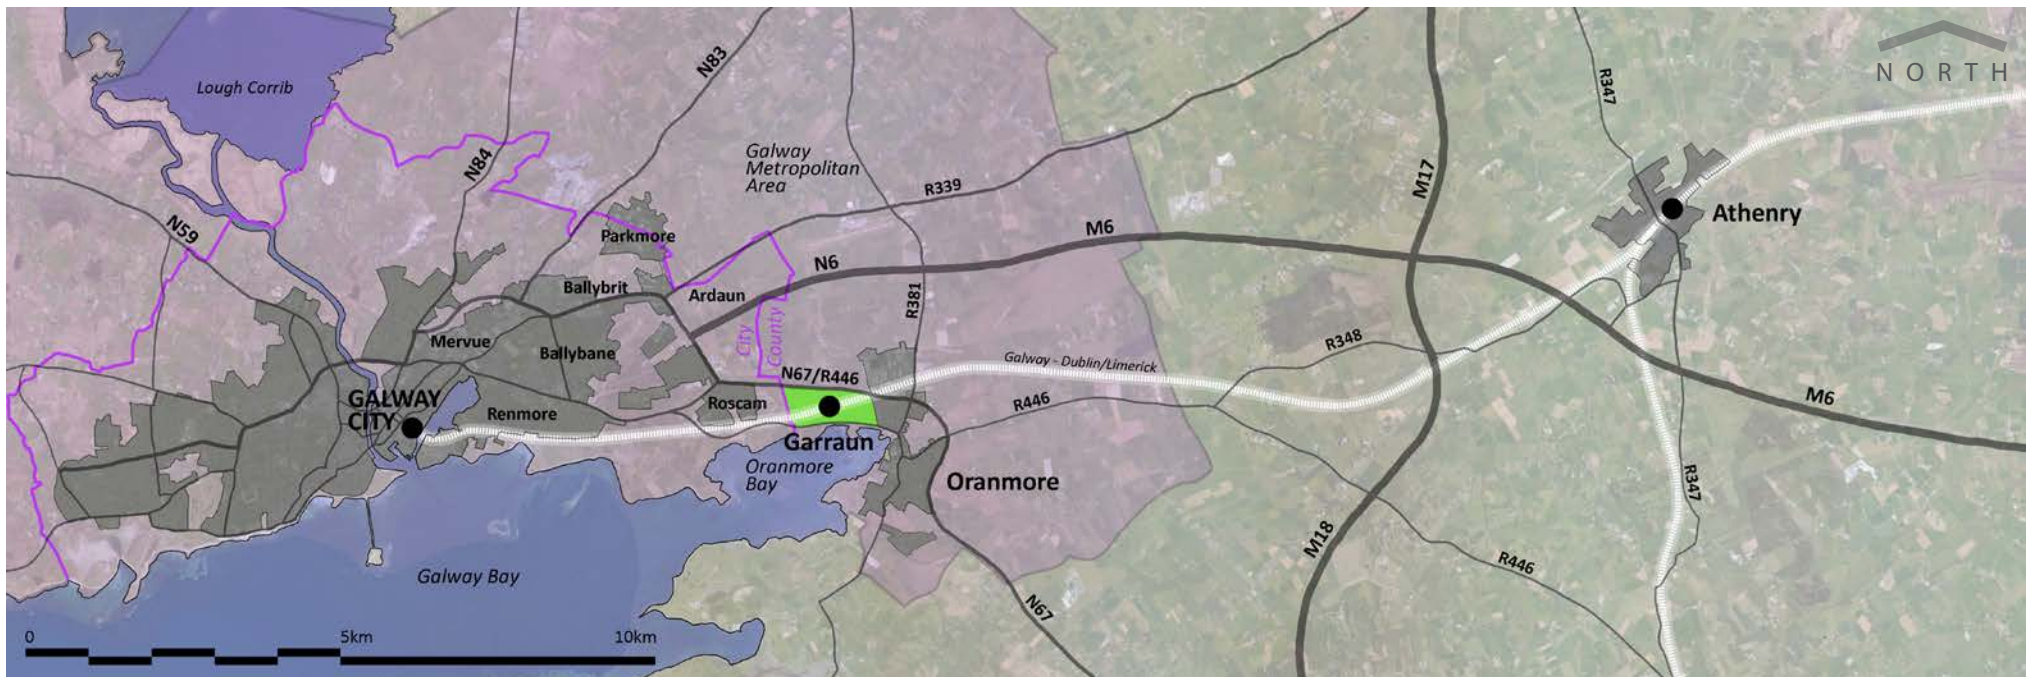 NORTH
Lough Corrib
N83
R347
N84
Galway
Metropolitan
Area
M17
R339
Athenry
N59
Parkmore
M6
N6
Ballybrit
Ardaun
R381
City
County
Mervue
Ballybane
R348
Galway - Dublin/Limerick
N67/R446
M6
GALWAY
CITY
Renmore
Roscam
R446
Garraun
Oranmore
Bay
Oranmore
R347
M18
Galway Bay
R446
N67
0 5km 10km